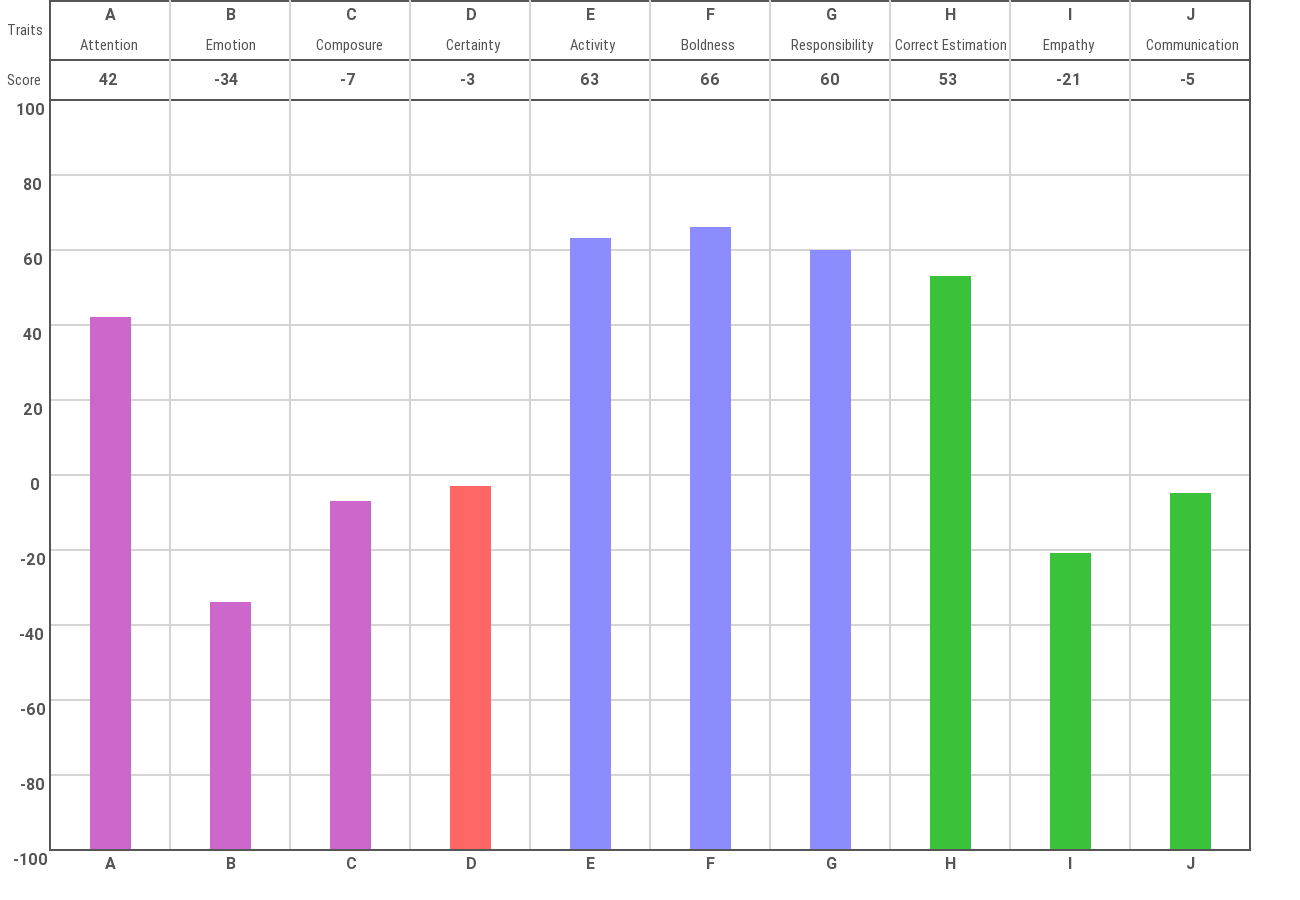 Traits A B C D E F G H I J
Attention Emotion Composure Certainty Activity Boldness Responsibility Correct Estimation Empathy Communication
Score 42 -34 -7 -3 63 66 60 53 -21 -5
100
80
60
40
20
0
-20
-40
-60
-80
-100
A B C D E F G H I J